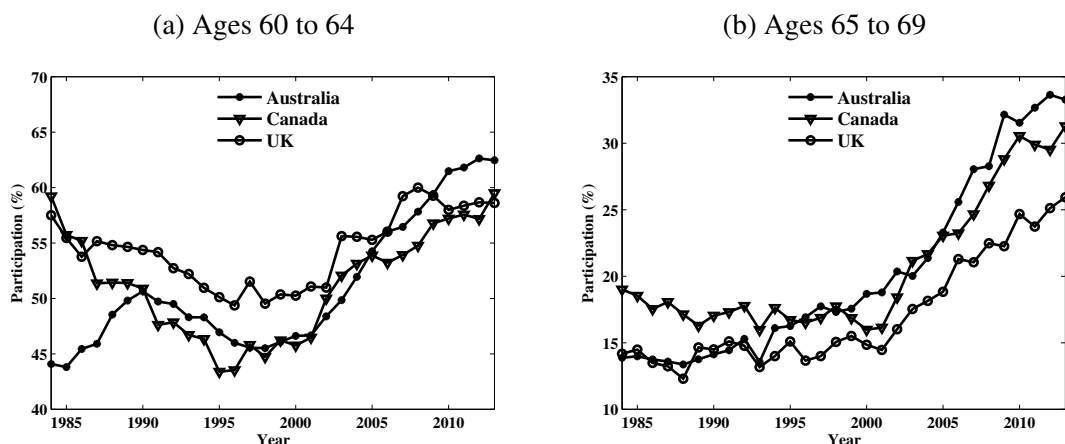 (a) Ages 60 to 64
70
65
60
55
50
45
40
Participation (%)
Australia
Canada
UK
1985 1990 1995 2000 2005 2010
Year
(b) Ages 65 to 69
35
30
25
20
15
10
Participation (%)
Australia
Canada
UK
1985 1990 1995 2000 2005 2010
Year